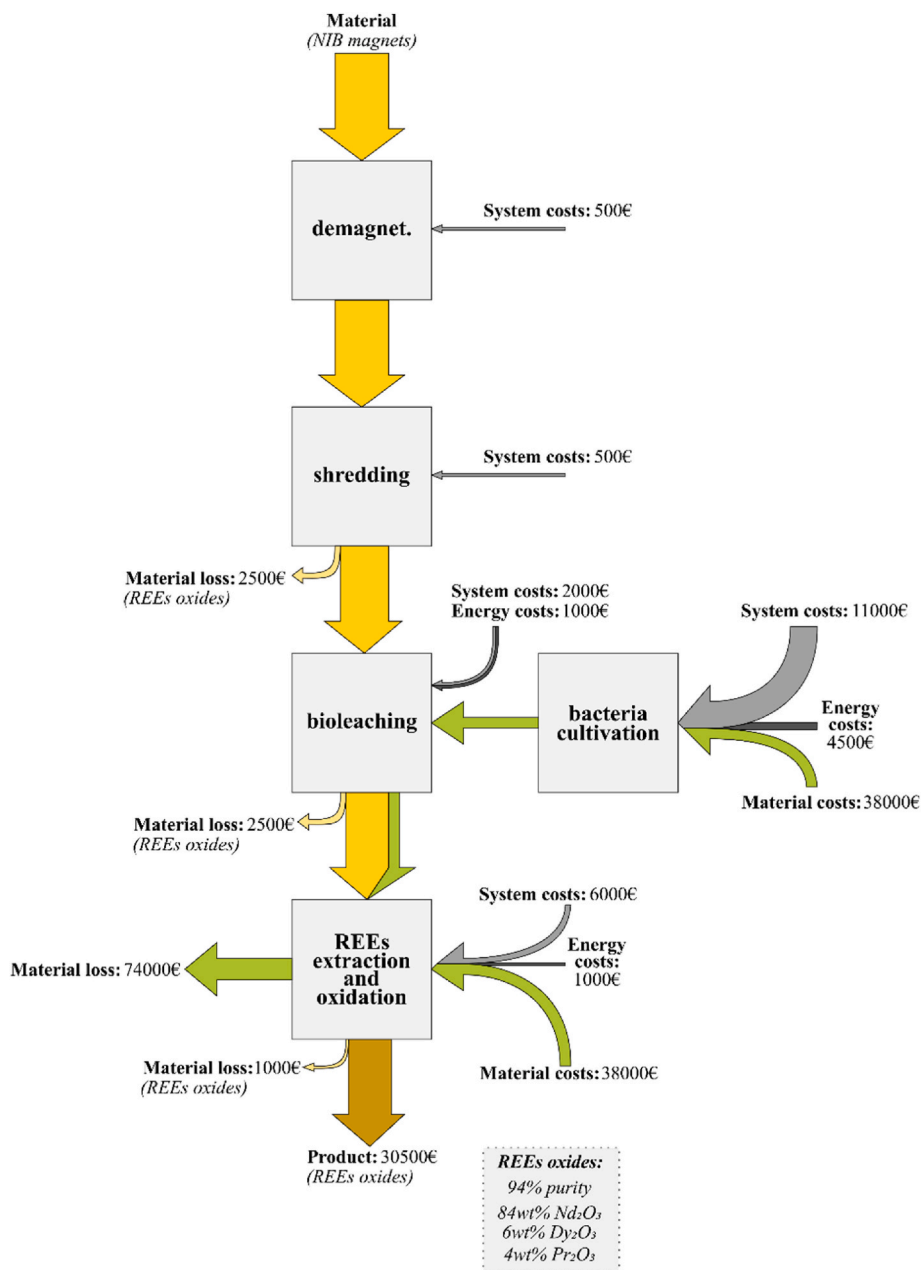 Material
(NIB magnets)
demagnet.
System costs: 500€
shredding
System costs: 500€
Material loss: 2500€
(REEs oxides)
System costs: 2000€
Energy costs: 1000€
System costs: 11000€
bioleaching
bacteria
cultivation
Energy
costs:
4500€
Material costs: 38000€
Material loss: 2500€
(REEs oxides)
System costs: 6000€
REEs
extraction
and
oxidation
Energy
costs:
1000€
Material loss: 74000€
Material loss: 1000€
(REEs oxides)
Material costs: 38000€
Product: 30500€
(REEs oxides)
REEs oxides:
94% purity
84wt% Nd₂O₃
6wt% Dy₂O₃
4wt% Pr₂O₃